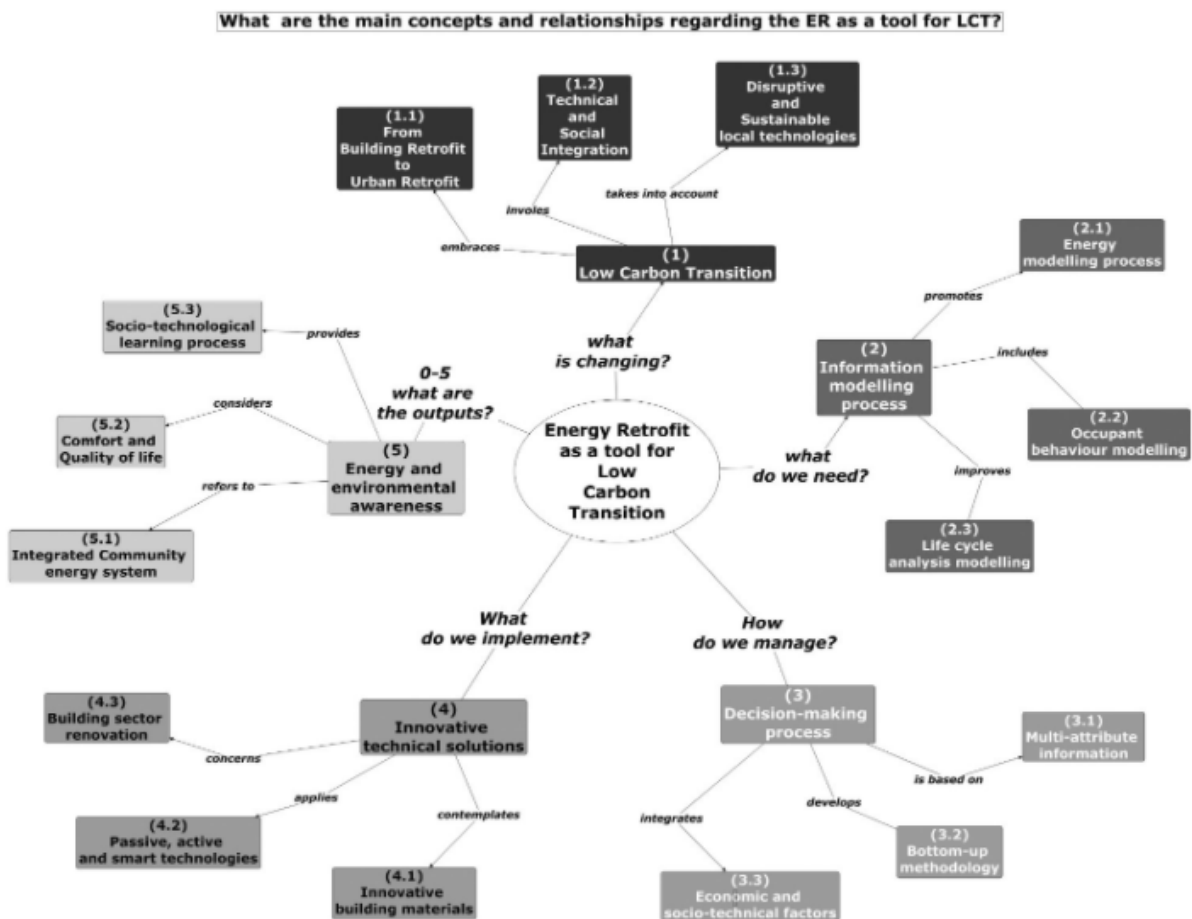 What are the main concepts and relationships regarding the ER as a tool for LCT?
(1.1)
From
Building Retrofit
to
Urban Retrofit
(1.2)
Technical
and
Social
Integration
(1.3)
Disruptive
and
Sustainable
local technologies
embraces
involes
takes into account
(1)
Low Carbon Transition
what
is changing?
(2.1)
Energy
modelling process
promotes
(2)
Information
modelling
process
includes
(2.2)
Occupant
behaviour modelling
improves
(2.3)
Life cycle
analysis modelling
what
do we need?
(5.3)
Socio-technological
learning process
provides
(5.2)
Comfort and
Quality of life
considers
(5.1)
Integrated Community
energy system
refers to
(5)
Energy and
environmental
awareness
0-5
what are
the outputs?
Energy Retrofit
as a tool for
Low
Carbon
Transition
What
do we implement?
How
do we manage?
(4.3)
Building sector
renovation
concerns
(4)
Innovative
technical solutions
applies
(4.2)
Passive, active
and smart technologies
contemplates
(4.1)
Innovative
building materials
(3)
Decision-making
process
(3.1)
Multi-attribute
information
is based on
develops
(3.2)
Bottom-up
methodology
integrates
(3.3)
Economic and
socio-technical factors